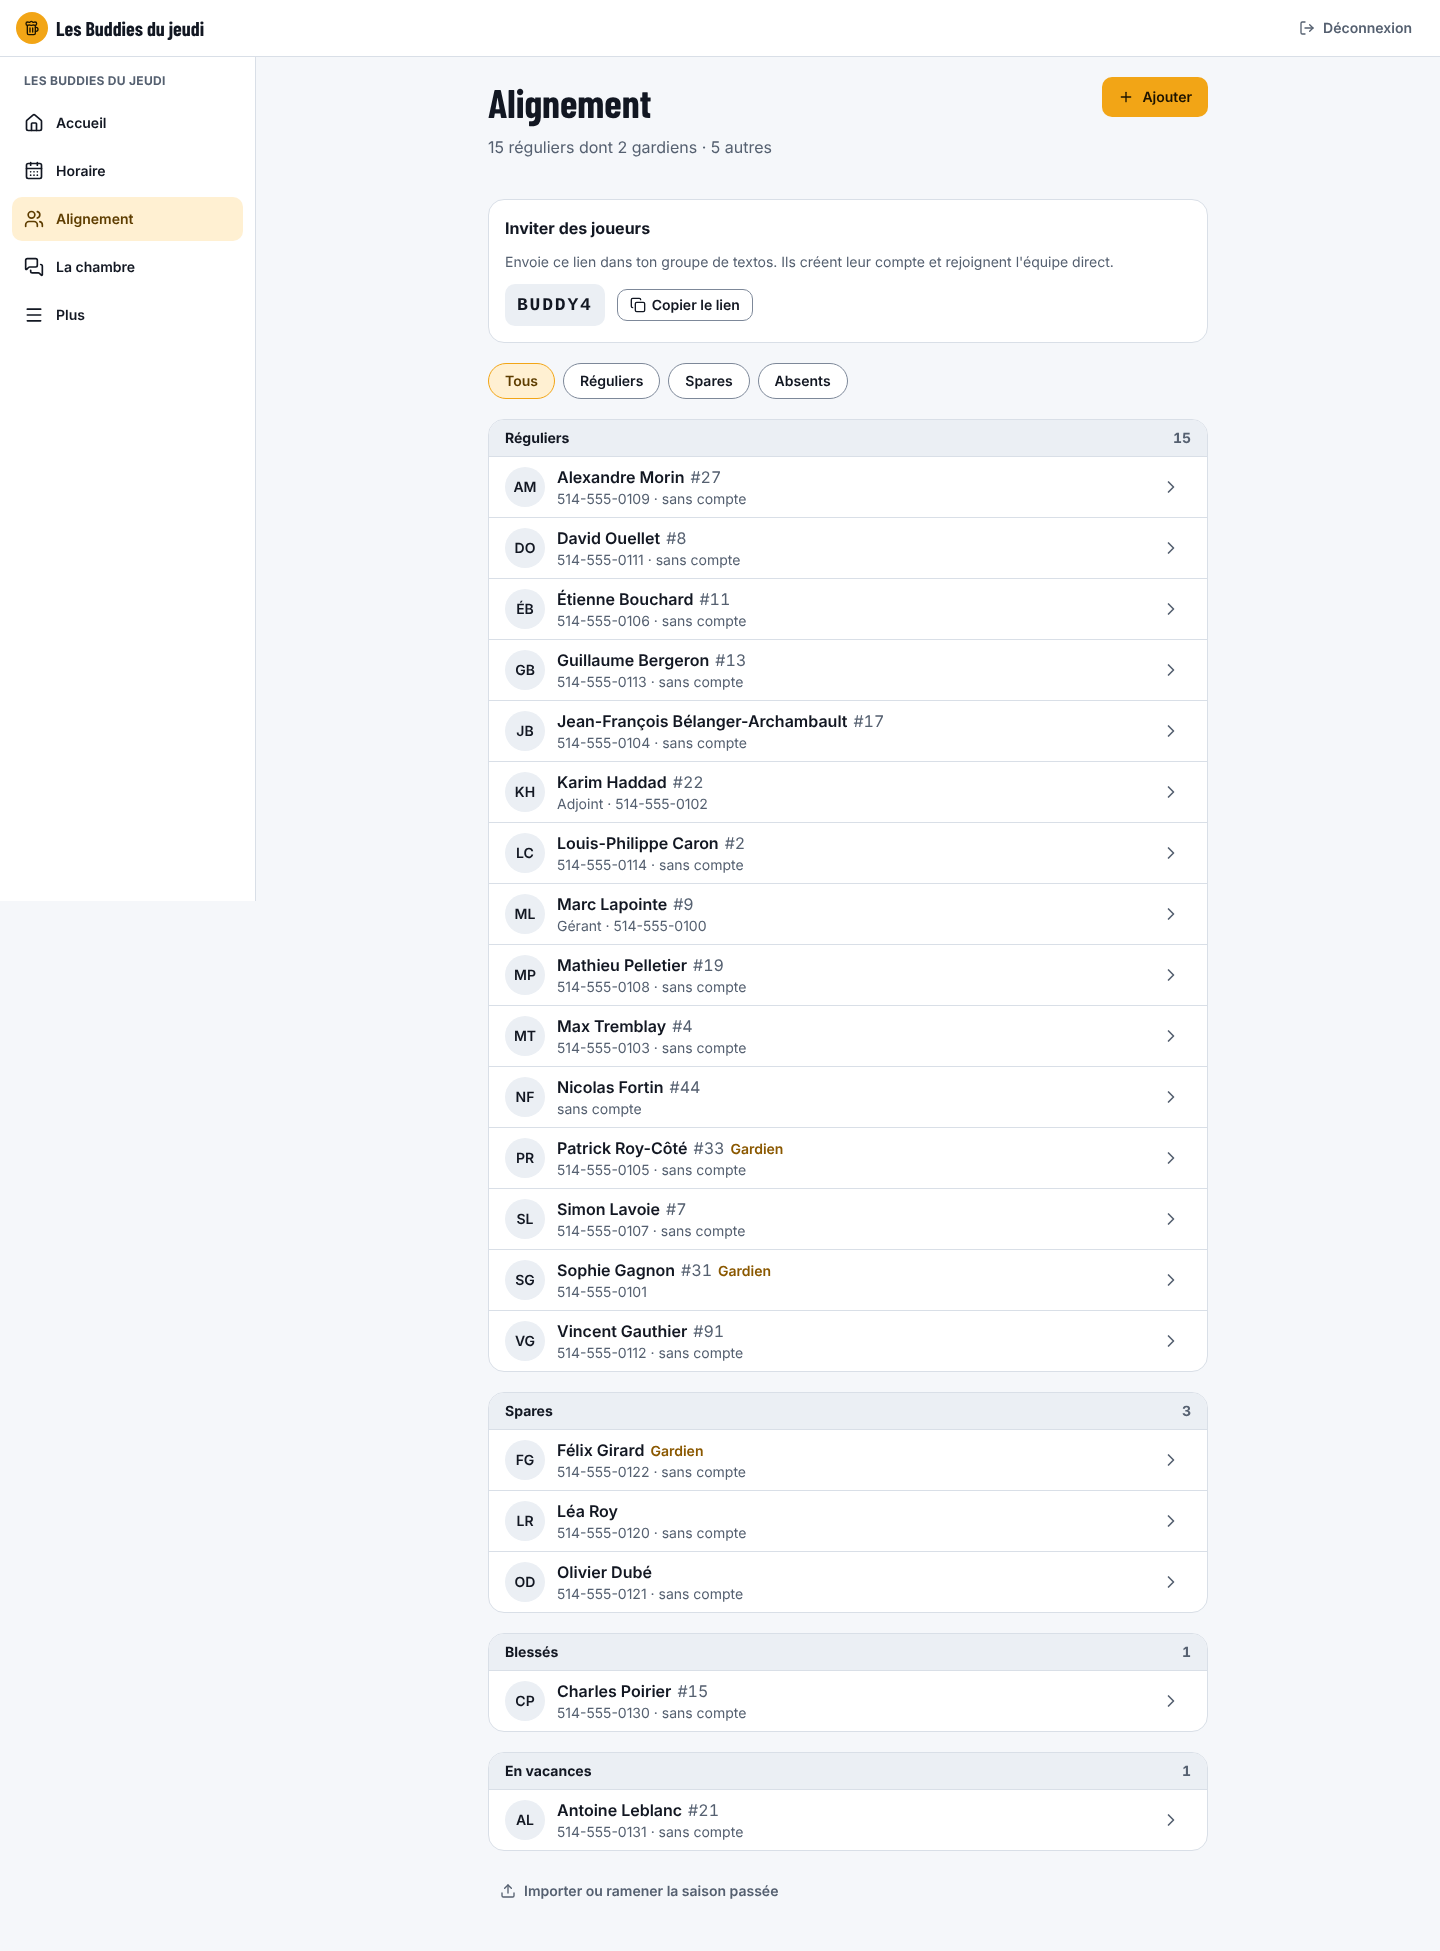 Les Buddies du jeudi
Déconnexion
LES BUDDIES DU JEUDI
Accueil
Horaire
Alignement
La chambre
Plus
Alignement
Ajouter
15 réguliers dont 2 gardiens · 5 autres
Inviter des joueurs
Envoie ce lien dans ton groupe de textos. Ils créent leur compte et rejoignent l'équipe direct.
BUDDY4
Copier le lien
Tous
Réguliers
Spares
Absents
Réguliers 15
AM
Alexandre Morin #27
514-555-0109 · sans compte
DO
David Ouellet #8
514-555-0111 · sans compte
ÉB
Étienne Bouchard #11
514-555-0106 · sans compte
GB
Guillaume Bergeron #13
514-555-0113 · sans compte
JB
Jean-François Bélanger-Archambault #17
514-555-0104 · sans compte
KH
Karim Haddad #22
Adjoint · 514-555-0102
LC
Louis-Philippe Caron #2
514-555-0114 · sans compte
ML
Marc Lapointe #9
Gérant · 514-555-0100
MP
Mathieu Pelletier #19
514-555-0108 · sans compte
MT
Max Tremblay #4
514-555-0103 · sans compte
NF
Nicolas Fortin #44
sans compte
PR
Patrick Roy-Côté #33 Gardien
514-555-0105 · sans compte
SL
Simon Lavoie #7
514-555-0107 · sans compte
SG
Sophie Gagnon #31 Gardien
514-555-0101
VG
Vincent Gauthier #91
514-555-0112 · sans compte
Spares 3
FG
Félix Girard Gardien
514-555-0122 · sans compte
LR
Léa Roy
514-555-0120 · sans compte
OD
Olivier Dubé
514-555-0121 · sans compte
Blessés 1
CP
Charles Poirier #15
514-555-0130 · sans compte
En vacances 1
AL
Antoine Leblanc #21
514-555-0131 · sans compte
Importer ou ramener la saison passée